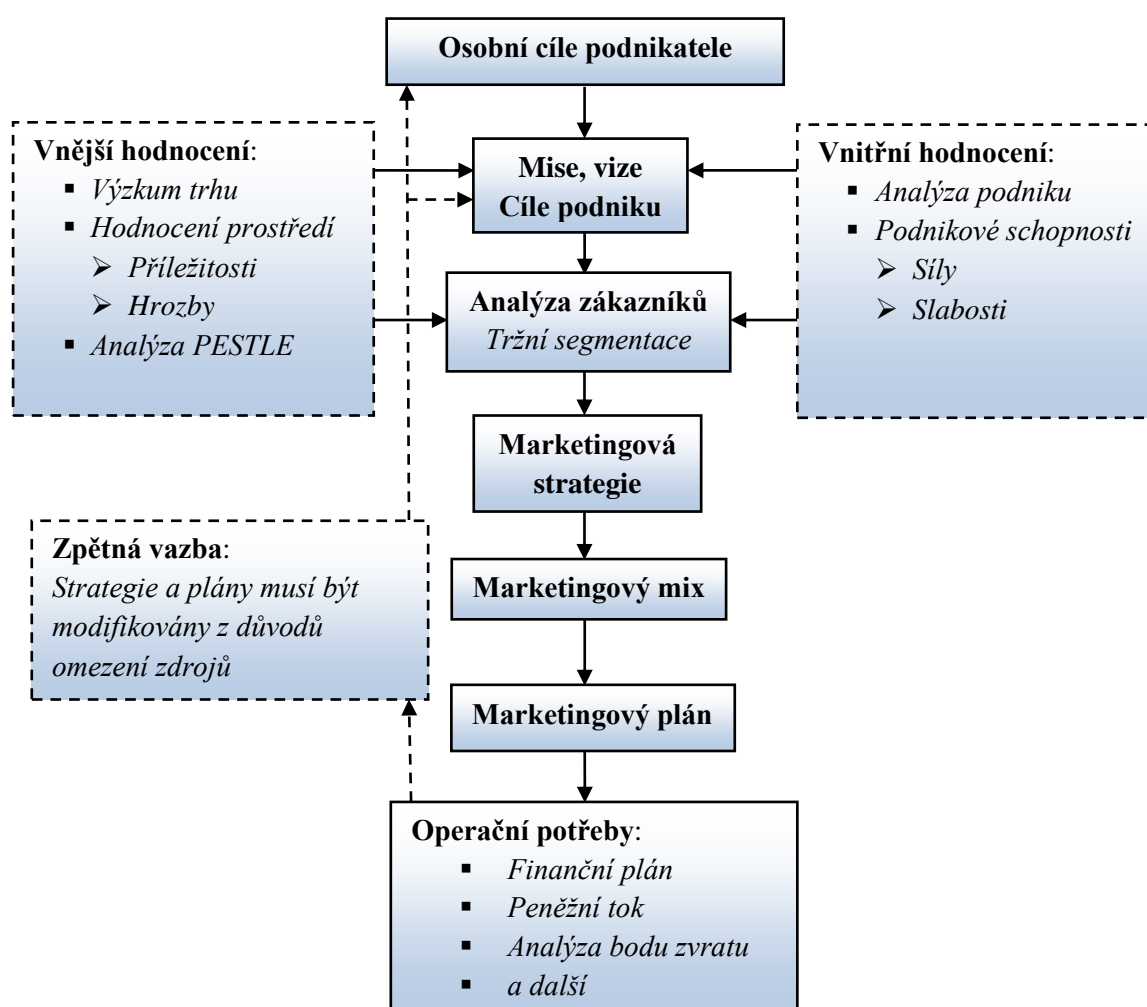 Osobní cíle podnikatele
Vnější hodnocení:
▪ Výzkum trhu
▪ Hodnocení prostředí
➢ Příležitosti
➢ Hrozby
▪ Analýza PESTLE
Mise, vize
Cíle podniku
Vnitřní hodnocení:
▪ Analýza podniku
▪ Podnikové schopnosti
➢ Síly
➢ Slabosti
Analýza zákazníků
Tržní segmentace
Marketingová
strategie
Zpětná vazba:
Strategie a plány musí být
modifikovány z důvodů
omezení zdrojů
Marketingový mix
Marketingový plán
Operační potřeby:
▪ Finanční plán
▪ Peněžní tok
▪ Analýza bodu zvratu
▪ a další